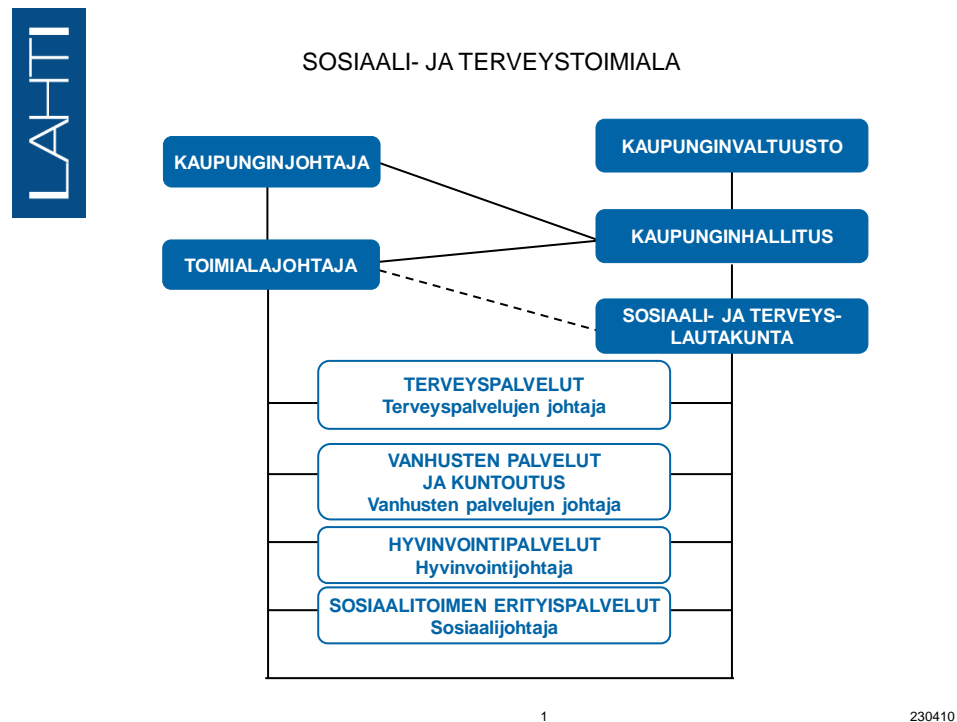 LAHTI
SOSIAALI- JA TERVEYSTOIMIALA
KAUPUNGINJOHTAJA
KAUPUNGINVALTUUSTO
TOIMIALAJOHTAJA
KAUPUNGINHALLITUS
SOSIAALI- JA TERVEYS-
LAUTAKUNTA
TERVEYSPALVELUT
Terveyspalvelujen johtaja
VANHUSTEN PALVELUT
JA KUNTOUTUS
Vanhusten palvelujen johtaja
HYVINVOINTIPALVELUT
Hyvinvointijohtaja
SOSIAALITOIMEN ERITYISPALVELUT
Sosiaalijohtaja
1
230410